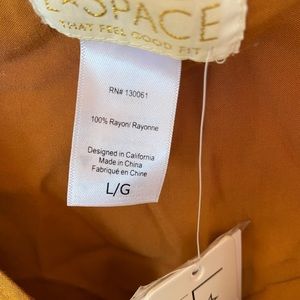 L*SPACE
THAT FEEL GOOD FIT
RN# 130061
100% Rayon/ Rayonne
Designed in California
Made in China
Fabriqué en Chine
L/G